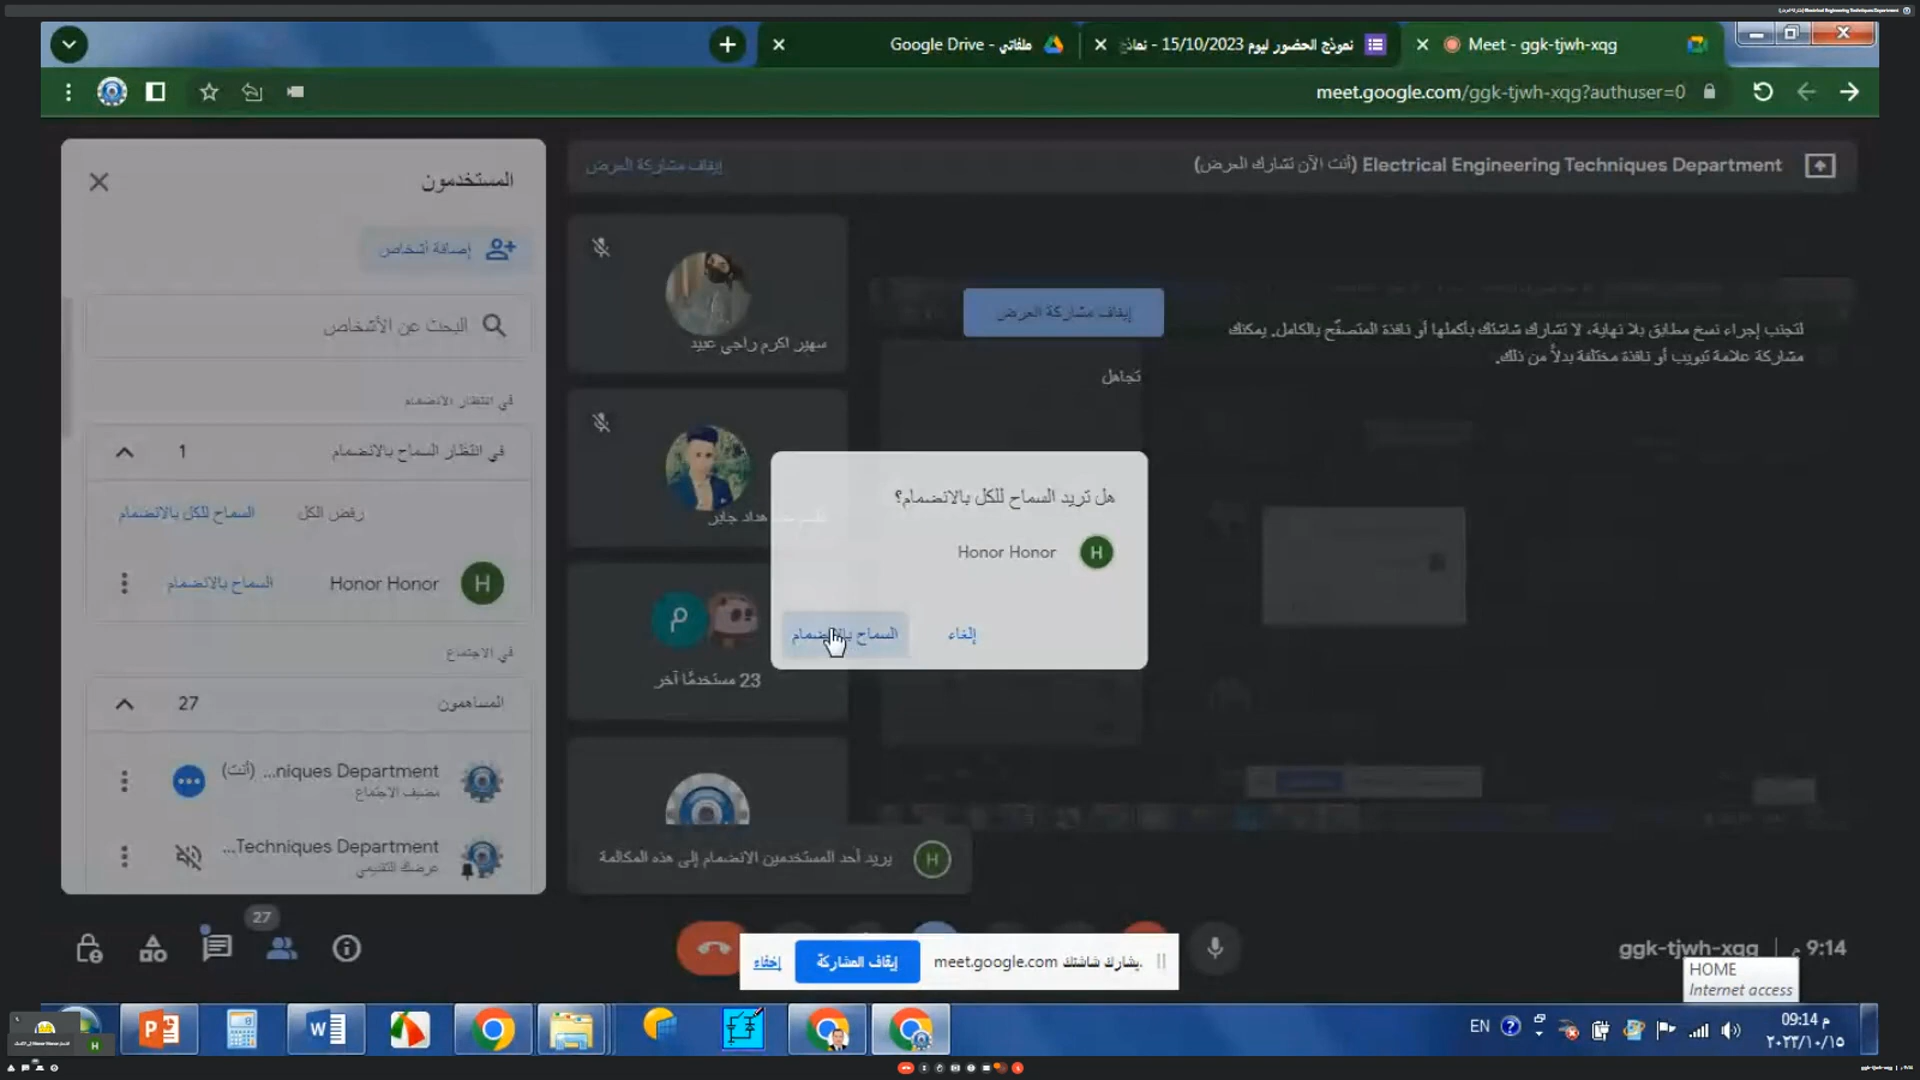 Meet - ggk-tjwh-xqg
نموذج الحضور ليوم 15/10/2023 - نماذج
ملفاتي - Google Drive
meet.google.com/ggk-tjwh-xqg?authuser=0
Electrical Engineering Techniques Department (أنت الآن تشارك العرض)
إيقاف مشاركة العرض
المستخدمون
إضافة أشخاص
البحث عن الأشخاص
في انتظار الانضمام
في انتظار السماح بالانضمام
1
رفض الكل
السماح للكل بالانضمام
Honor Honor
H
السماح بالانضمام
في الاجتماع
المساهمون
27
...niques Department (أنت)
مضيف الاجتماع
...Techniques Department
عرضك التقديمي
سهير اكرم راجي عبيد
هداد جابر
23 مستخدمًا آخر
لتجنب إجراء نسخ مطابق بلا نهاية، لا تشارك شاشتك بأكملها أو نافذة المتصفّح بالكامل. يمكنك
مشاركة علامة تبويب أو نافذة مختلفة بدلاً من ذلك.
إيقاف مشاركة العرض
تجاهل
هل تريد السماح للكل بالانضمام؟
Honor Honor
H
إلغاء
السماح بالانضمام
يريد أحد المستخدمين الانضمام إلى هذه المكالمة
H
27
meet.google.com يشارك شاشتك.
إيقاف المشاركة
إخفاء
9:14 م
ggk-tjwh-xqg
HOME
Internet access
EN
09:14 م
٢٠٢٣/١٠/١٥